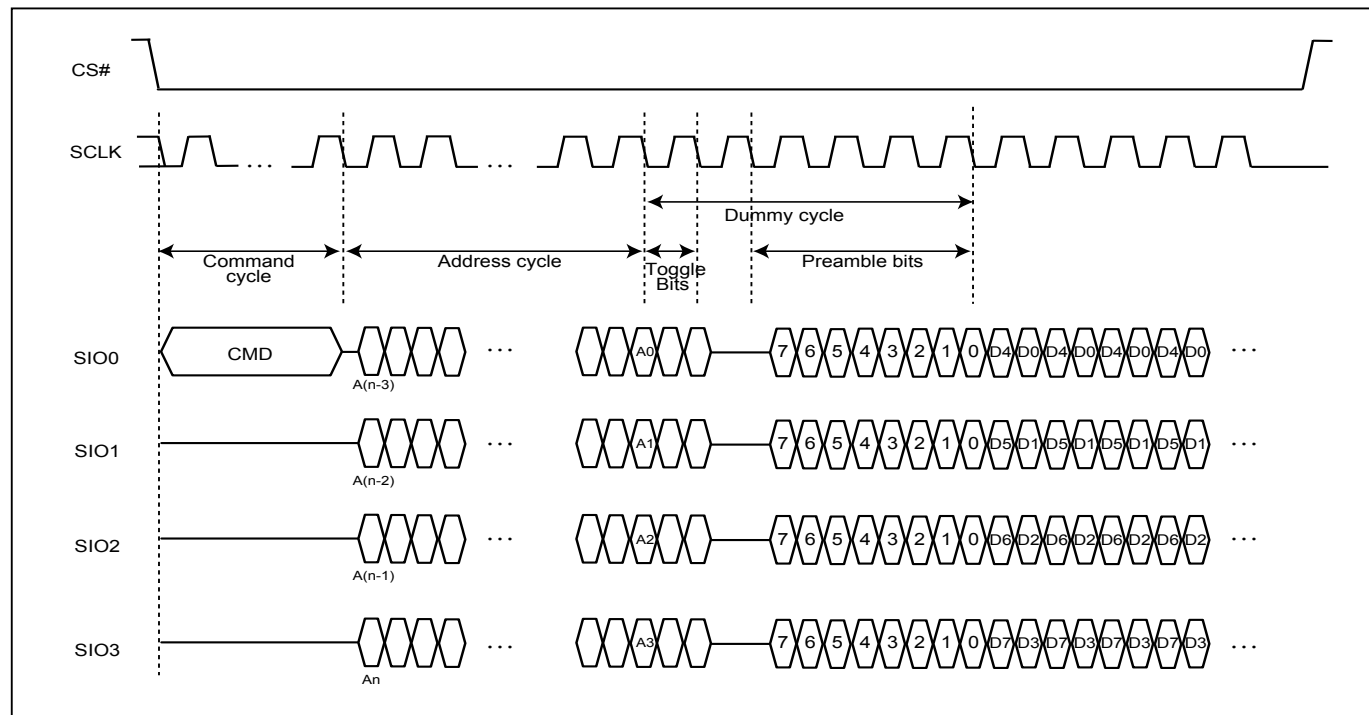 CS#
SCLK ... ...
Dummy cycle
Command
cycle
Address cycle
Toggle
Bits
Preamble bits
SIO0 CMD ... A0 7 6 5 4 3 2 1 0 D4 D0 D4 D0 D4 D0 D4 D0 ...
A(n-3)
SIO1 ... A1 7 6 5 4 3 2 1 0 D5 D1 D5 D1 D5 D1 D5 D1 ...
A(n-2)
SIO2 ... A2 7 6 5 4 3 2 1 0 D6 D2 D6 D2 D6 D2 D6 D2 ...
A(n-1)
SIO3 ... A3 7 6 5 4 3 2 1 0 D7 D3 D7 D3 D7 D3 D7 D3 ...
An